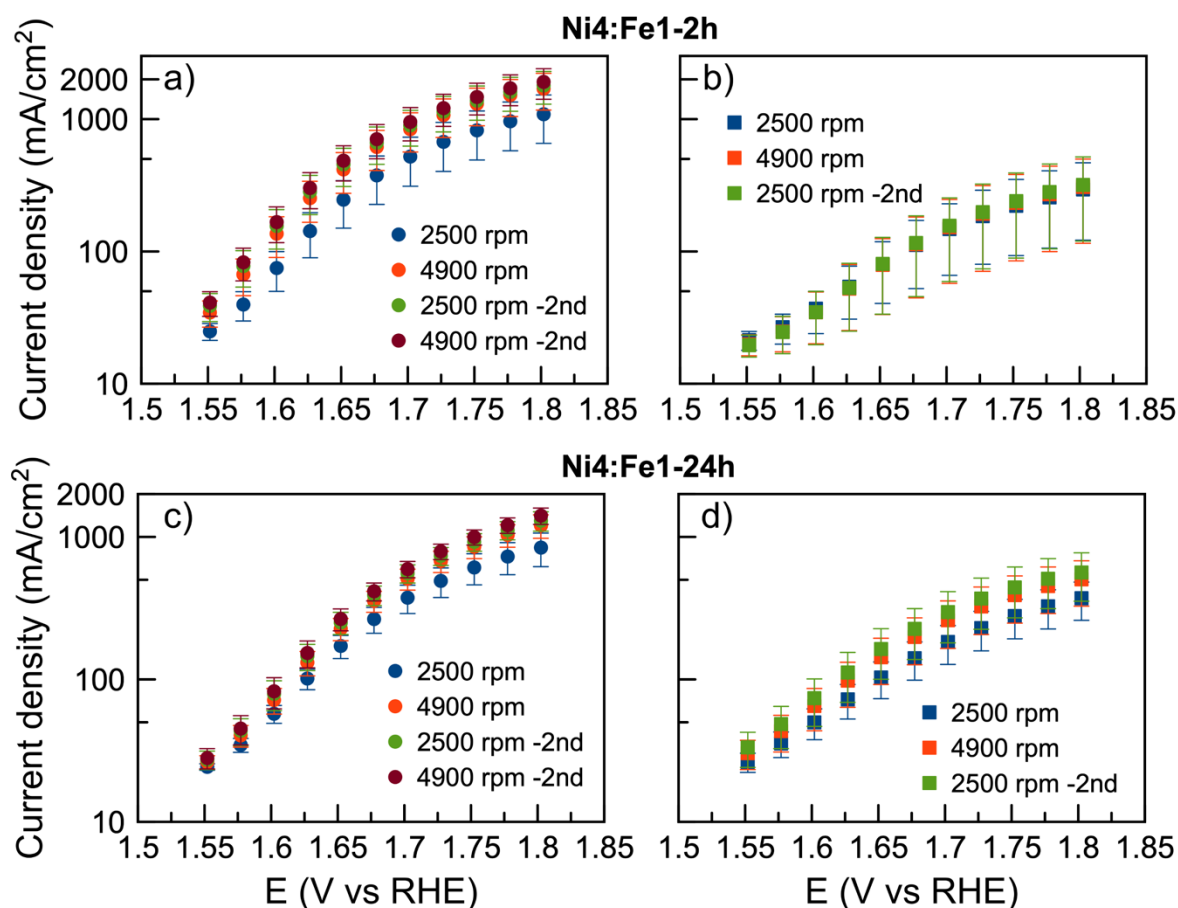 Ni4:Fe1-2h
Current density (mA/cm²)
2000
1000
100
10
a)
2500 rpm
4900 rpm
2500 rpm -2nd
4900 rpm -2nd
1.5 1.55 1.6 1.65 1.7 1.75 1.8 1.85
b)
2500 rpm
4900 rpm
2500 rpm -2nd
1.5 1.55 1.6 1.65 1.7 1.75 1.8 1.85
Ni4:Fe1-24h
Current density (mA/cm²)
2000
1000
100
10
c)
2500 rpm
4900 rpm
2500 rpm -2nd
4900 rpm -2nd
1.5 1.55 1.6 1.65 1.7 1.75 1.8 1.85
E (V vs RHE)
d)
2500 rpm
4900 rpm
2500 rpm -2nd
1.5 1.55 1.6 1.65 1.7 1.75 1.8 1.85
E (V vs RHE)